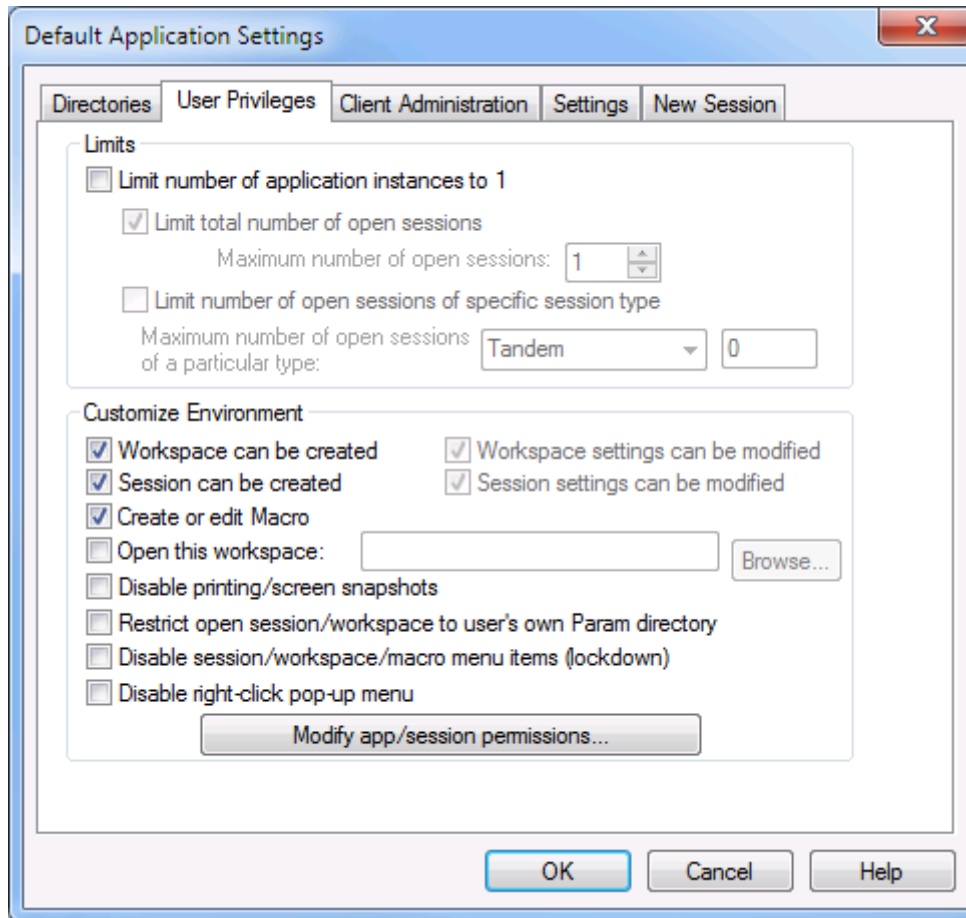 Default Application Settings
Directories User Privileges Client Administration Settings New Session
Limits
Limit number of application instances to 1
Limit total number of open sessions
Maximum number of open sessions: 1
Limit number of open sessions of specific session type
Maximum number of open sessions
of a particular type: Tandem 0
Customize Environment
Workspace can be created Workspace settings can be modified
Session can be created Session settings can be modified
Create or edit Macro
Open this workspace: Browse...
Disable printing/screen snapshots
Restrict open session/workspace to user's own Param directory
Disable session/workspace/macro menu items (lockdown)
Disable right-click pop-up menu
Modify app/session permissions...
OK Cancel Help